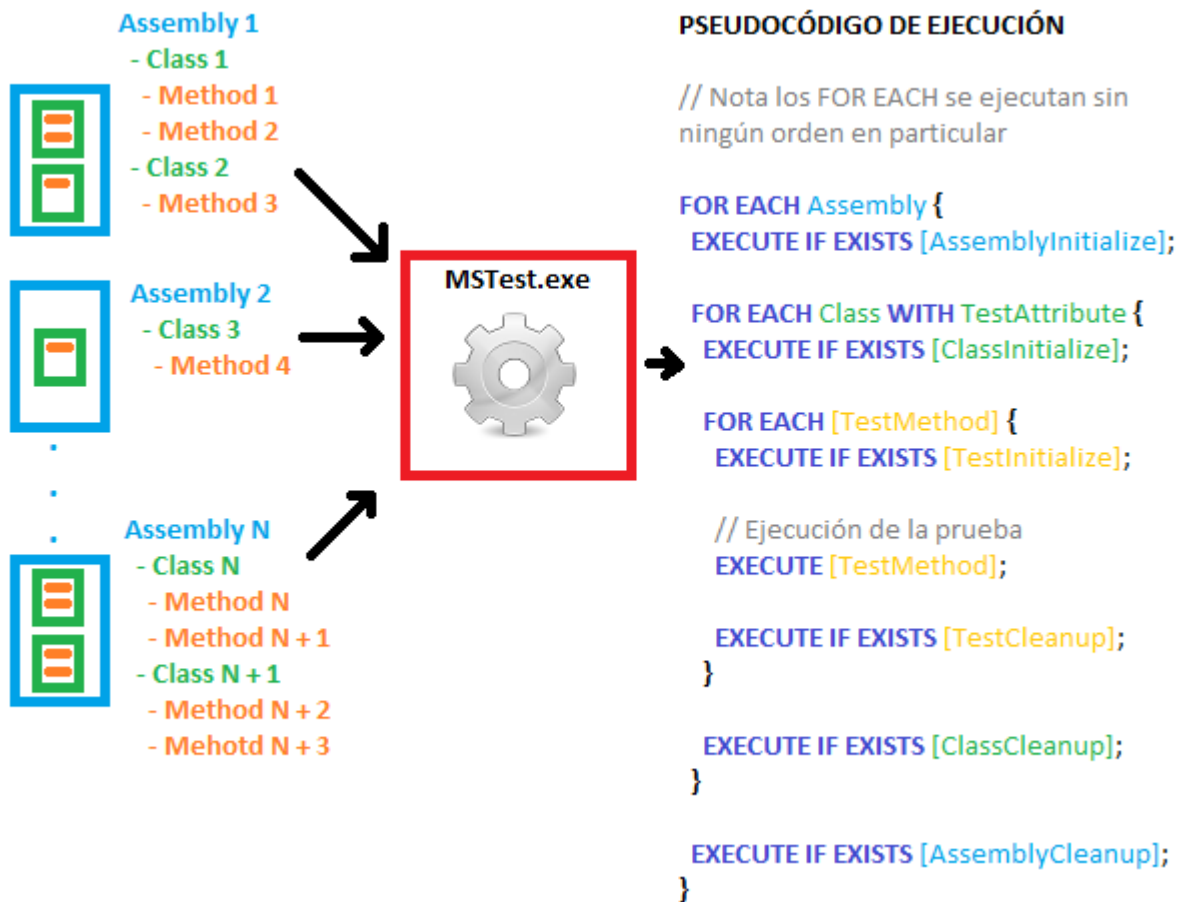 Assembly 1
- Class 1
- Method 1
- Method 2
- Class 2
- Method 3
Assembly 2
- Class 3
- Method 4
.
.
.
Assembly N
- Class N
- Method N
- Method N + 1
- Class N + 1
- Method N + 2
- Mehotd N + 3
MSTest.exe
PSEUDOCÓDIGO DE EJECUCIÓN
// Nota los FOR EACH se ejecutan sin
ningún orden en particular
FOR EACH Assembly {
EXECUTE IF EXISTS [AssemblyInitialize];
FOR EACH Class WITH TestAttribute {
EXECUTE IF EXISTS [ClassInitialize];
FOR EACH [TestMethod] {
EXECUTE IF EXISTS [TestInitialize];
// Ejecución de la prueba
EXECUTE [TestMethod];
EXECUTE IF EXISTS [TestCleanup];
}
EXECUTE IF EXISTS [ClassCleanup];
}
EXECUTE IF EXISTS [AssemblyCleanup];
}